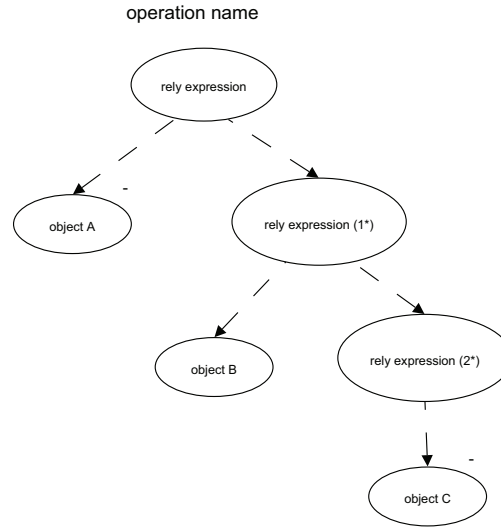 operation name
rely expression
-
object A
rely expression (1*)
object B
rely expression (2*)
-
object C